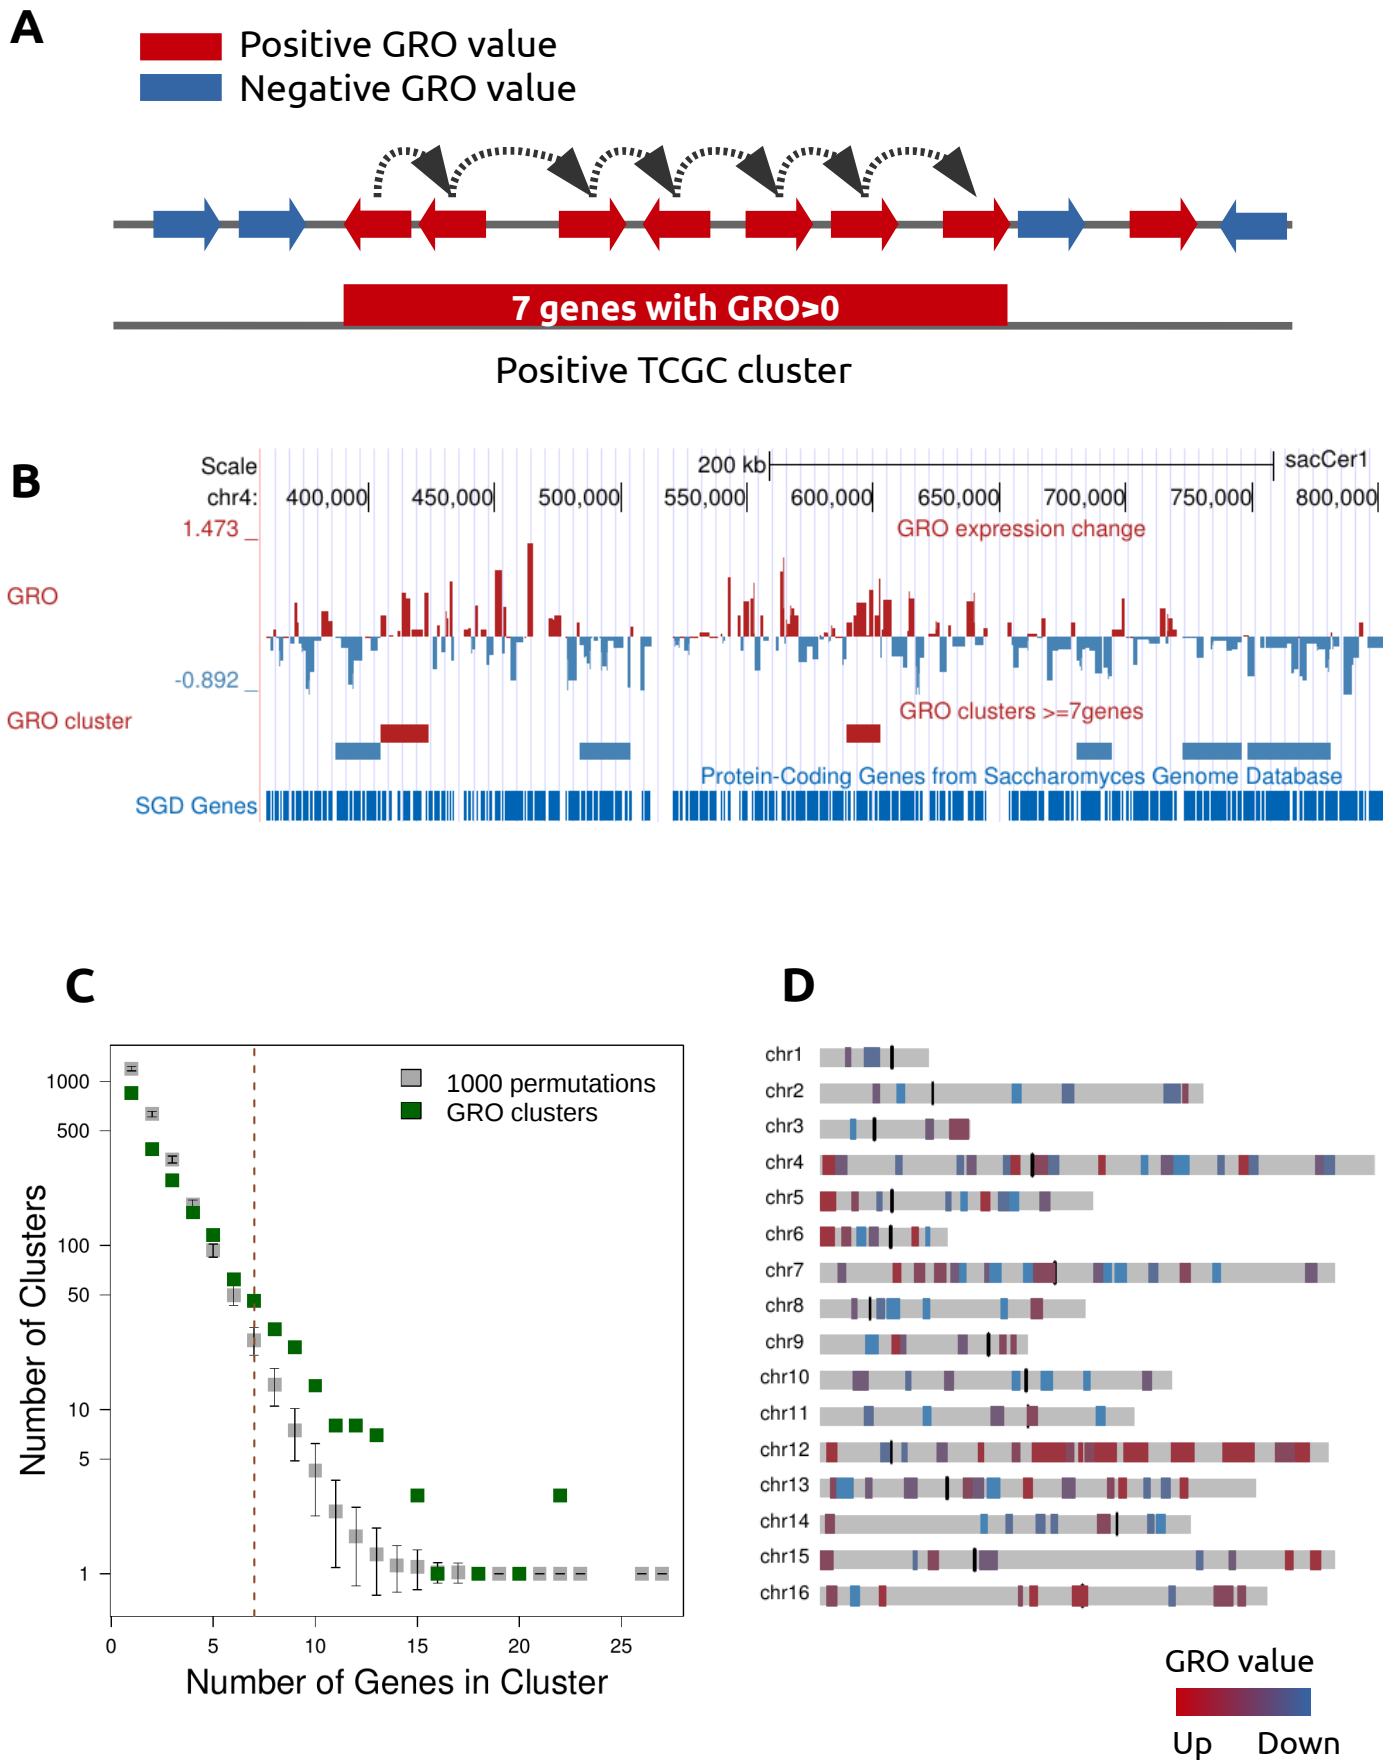 A
Positive GRO value
Negative GRO value
7 genes with GRO>0
Positive TCGC cluster
B
Scale
200 kb
sacCer1
chr4:
400,000
450,000
500,000
550,000
600,000
650,000
700,000
750,000
800,000
1.473 _
GRO expression change
GRO
-0.892 _
GRO cluster
GRO clusters >=7genes
Protein-Coding Genes from Saccharomyces Genome Database
SGD Genes
C
1000 permutations
GRO clusters
Number of Clusters
1000
500
100
50
10
5
1
0
5
10
15
20
25
Number of Genes in Cluster
D
chr1
chr2
chr3
chr4
chr5
chr6
chr7
chr8
chr9
chr10
chr11
chr12
chr13
chr14
chr15
chr16
GRO value
Up
Down